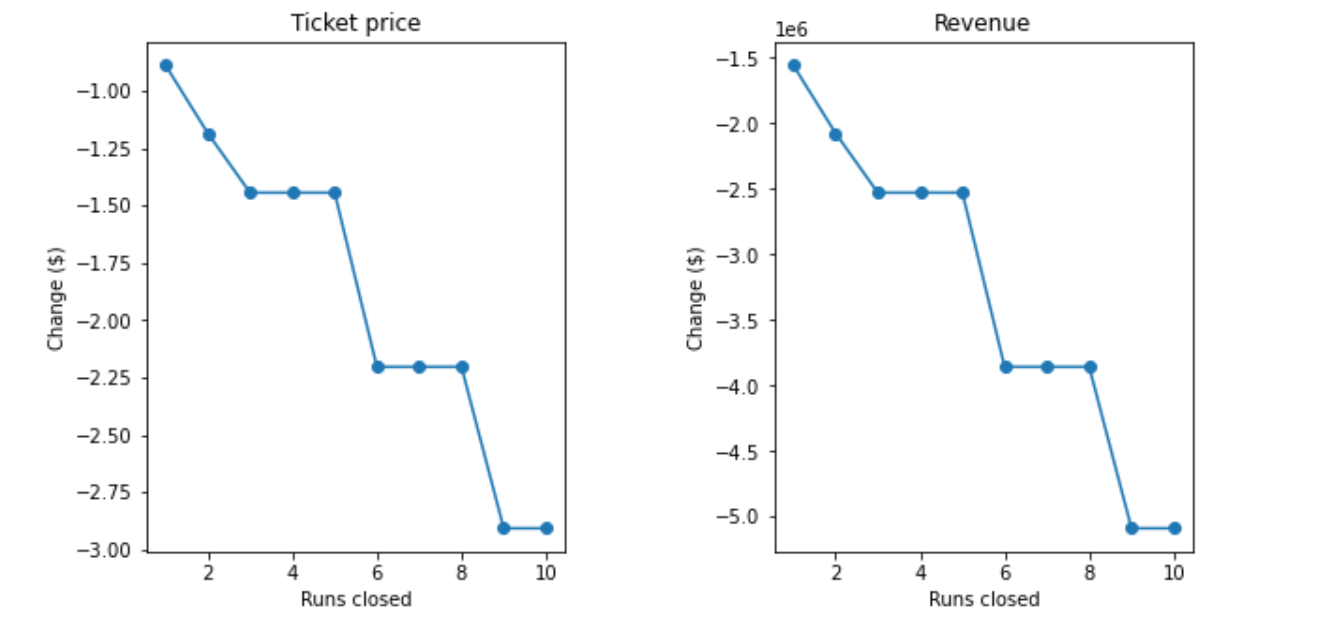 Ticket price
−1.00
−1.25
−1.50
−1.75
−2.00
−2.25
−2.50
−2.75
−3.00
Change ($)
2 4 6 8 10
Runs closed
1e6
Revenue
−1.5
−2.0
−2.5
−3.0
−3.5
−4.0
−4.5
−5.0
Change ($)
2 4 6 8 10
Runs closed